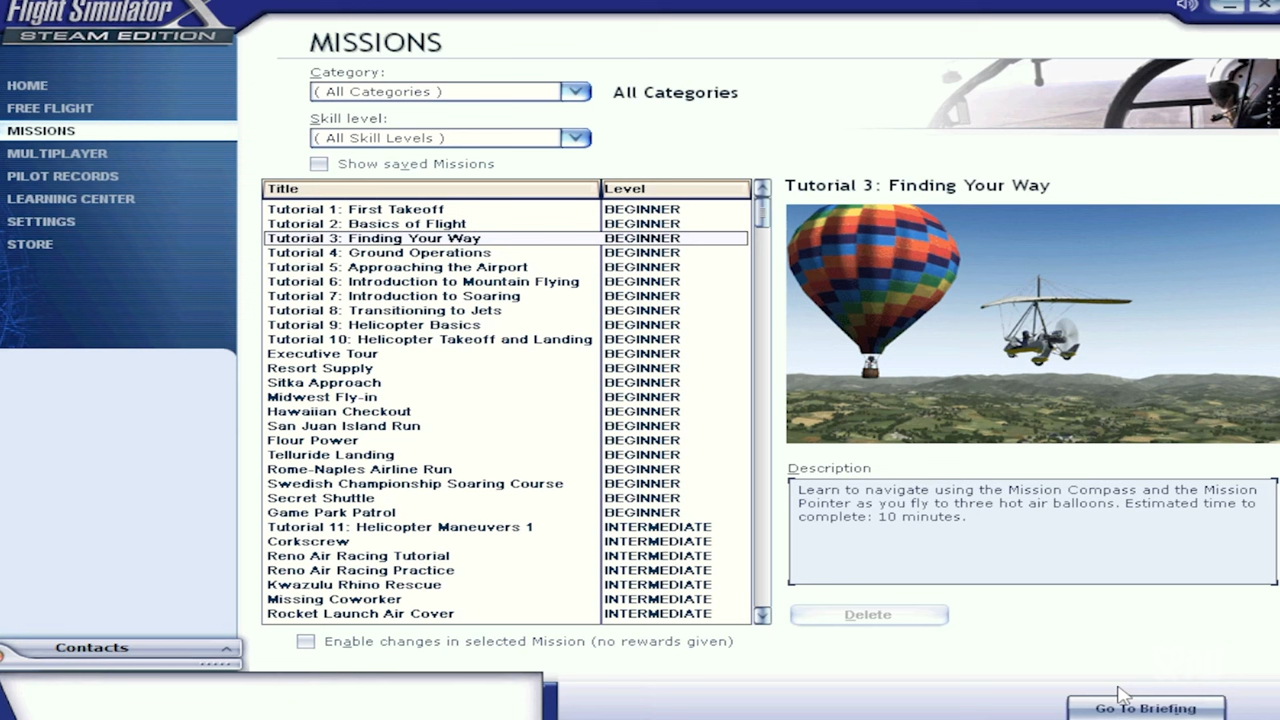 Flight Simulator X
STEAM EDITION
HOME
FREE FLIGHT
MISSIONS
MULTIPLAYER
PILOT RECORDS
LEARNING CENTER
SETTINGS
STORE
Contacts
MISSIONS
Category:
( All Categories )
All Categories
Skill level:
( All Skill Levels )
Show saved Missions
Title Level
Tutorial 1: First Takeoff BEGINNER
Tutorial 2: Basics of Flight BEGINNER
Tutorial 3: Finding Your Way BEGINNER
Tutorial 4: Ground Operations BEGINNER
Tutorial 5: Approaching the Airport BEGINNER
Tutorial 6: Introduction to Mountain Flying BEGINNER
Tutorial 7: Introduction to Soaring BEGINNER
Tutorial 8: Transitioning to Jets BEGINNER
Tutorial 9: Helicopter Basics BEGINNER
Tutorial 10: Helicopter Takeoff and Landing BEGINNER
Executive Tour BEGINNER
Resort Supply BEGINNER
Sitka Approach BEGINNER
Midwest Fly-in BEGINNER
Hawaiian Checkout BEGINNER
San Juan Island Run BEGINNER
Flour Power BEGINNER
Telluride Landing BEGINNER
Rome-Naples Airline Run BEGINNER
Swedish Championship Soaring Course BEGINNER
Secret Shuttle BEGINNER
Game Park Patrol BEGINNER
Tutorial 11: Helicopter Maneuvers 1 INTERMEDIATE
Corkscrew INTERMEDIATE
Reno Air Racing Tutorial INTERMEDIATE
Reno Air Racing Practice INTERMEDIATE
Kwazulu Rhino Rescue INTERMEDIATE
Missing Coworker INTERMEDIATE
Rocket Launch Air Cover INTERMEDIATE
Enable changes in selected Mission (no rewards given)
Tutorial 3: Finding Your Way
Description
Learn to navigate using the Mission Compass and the Mission
Pointer as you fly to three hot air balloons. Estimated time to
complete: 10 minutes.
Delete
Go To Briefing